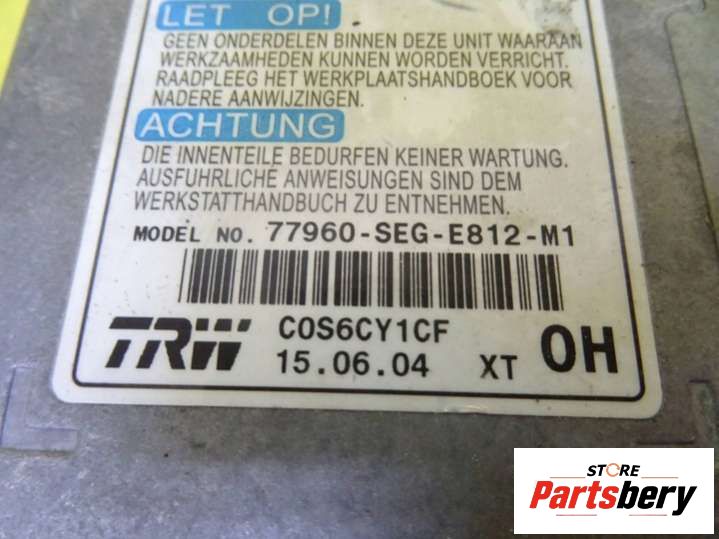 LET OP!
GEEN ONDERDELEN BINNEN DEZE UNIT WAARAAN
WERKZAAMHEDEN KUNNEN WORDEN VERRICHT.
RAADPLEEG HET WERKPLAATSHANDBOEK VOOR
NADERE AANWIJZINGEN.
ACHTUNG
DIE INNENTEILE BEDURFEN KEINER WARTUNG.
AUSFUHRLICHE ANWEISUNGEN SIND DEM
WERKSTATTHANDBUCH ZU ENTNEHMEN.
MODEL NO. 77960-SEG-E812-M1
TRW C0S6CY1CF
15.06.04 XT 0H
STORE
Partsbery